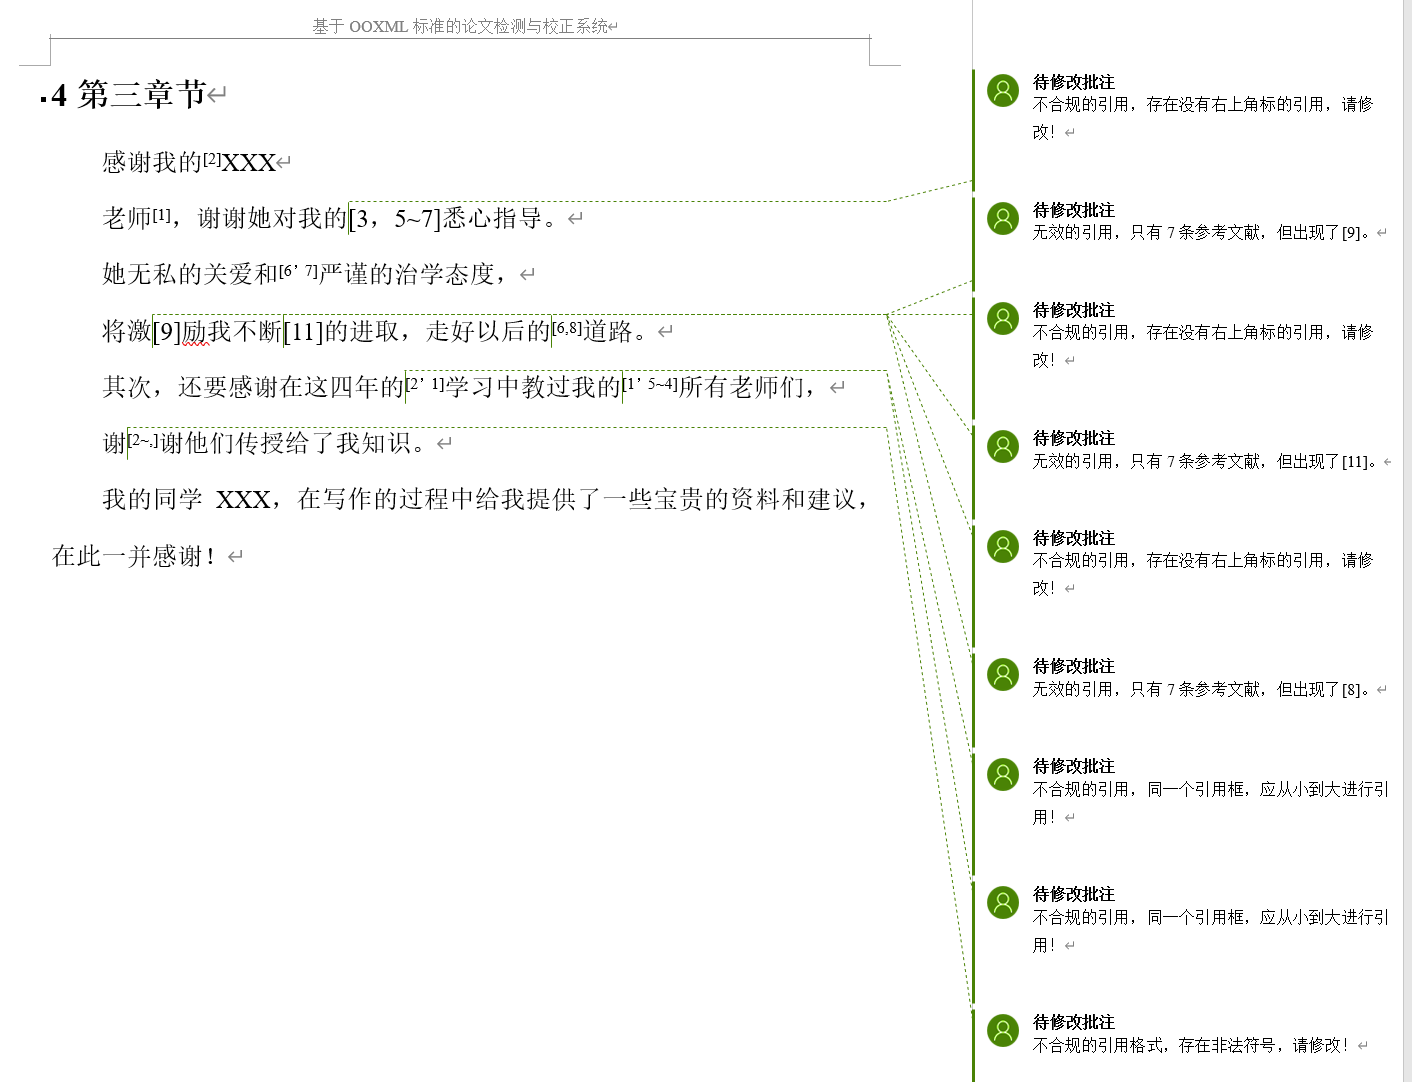 基于 OOXML 标准的论文检测与校正系统
4 第三章节
感谢我的[2]XXX
老师[1]，谢谢她对我的[3，5~7]悉心指导。
她无私的关爱和[6，7]严谨的治学态度，
将激[9]励我不断[11]的进取，走好以后的[6,8]道路。
其次，还要感谢在这四年的[2，1]学习中教过我的[1，5~4]所有老师们，
谢[2~,]谢他们传授给了我知识。
我的同学 XXX，在写作的过程中给我提供了一些宝贵的资料和建议，
在此一并感谢！
待修改批注
不合规的引用，存在没有右上角标的引用，请修
改！
待修改批注
无效的引用，只有 7 条参考文献，但出现了[9]。
待修改批注
不合规的引用，存在没有右上角标的引用，请修
改！
待修改批注
无效的引用，只有 7 条参考文献，但出现了[11]。
待修改批注
不合规的引用，存在没有右上角标的引用，请修
改！
待修改批注
无效的引用，只有 7 条参考文献，但出现了[8]。
待修改批注
不合规的引用，同一个引用框，应从小到大进行引
用！
待修改批注
不合规的引用，同一个引用框，应从小到大进行引
用！
待修改批注
不合规的引用格式，存在非法符号，请修改！